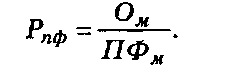 Pпф = Oм / ПФм.